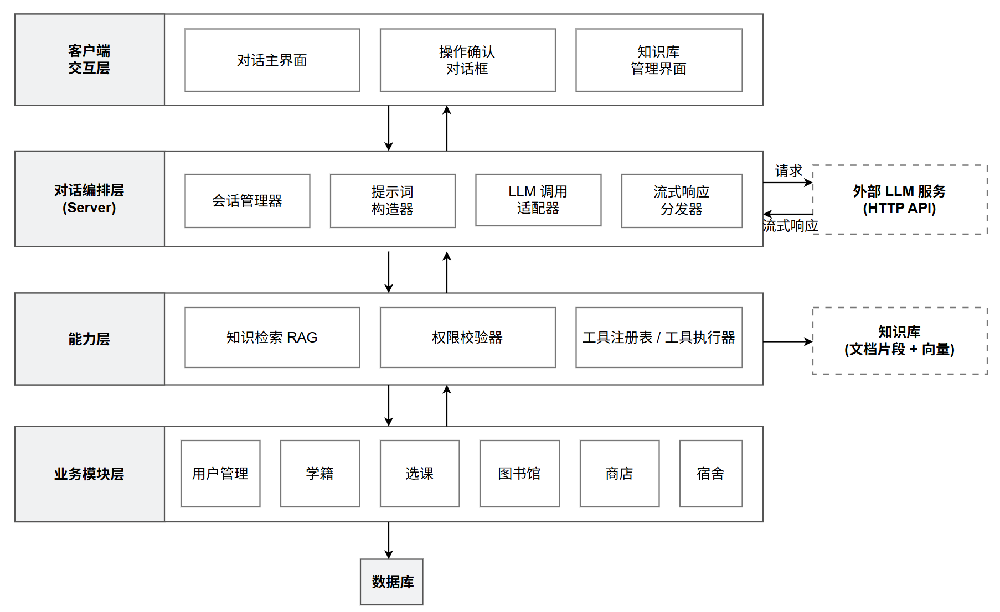 客户端
交互层
对话主界面
操作确认
对话框
知识库
管理界面
对话编排层
(Server)
会话管理器
提示词
构造器
LLM 调用
适配器
流式响应
分发器
请求
流式响应
外部 LLM 服务
(HTTP API)
能力层
知识检索 RAG
权限校验器
工具注册表 / 工具执行器
知识库
(文档片段 + 向量)
业务模块层
用户管理
学籍
选课
图书馆
商店
宿舍
数据库